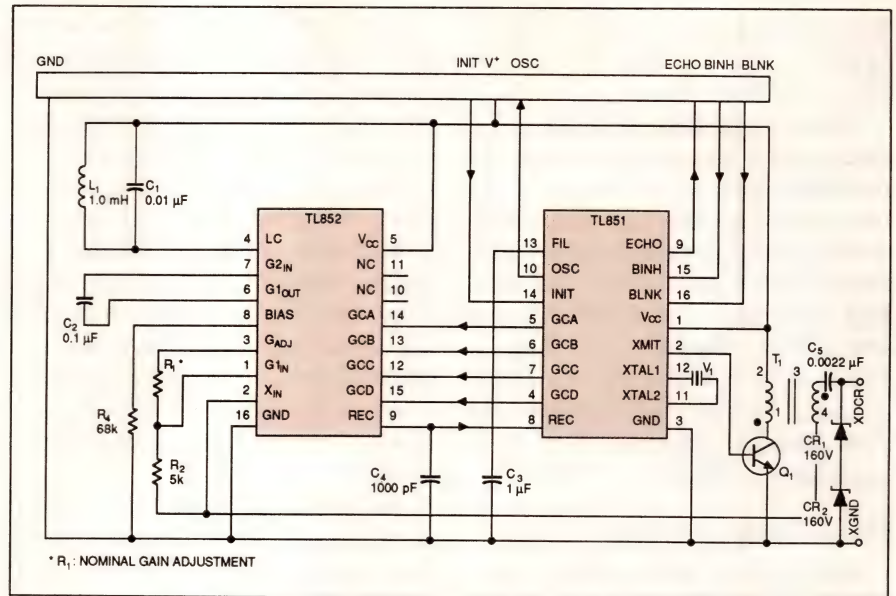 GND
INIT V+ OSC
ECHO BINH BLNK
L₁
1.0 mH
C₁
0.01 µF
TL852
4 LC
7 G2IN
6 G1OUT
8 BIAS
3 GADJ
1 G1IN
2 XIN
16 GND
VCC 5
NC 11
NC 10
GCA 14
GCB 13
GCC 12
GCD 15
REC 9
C₂
0.1 µF
R₁*
R₄
68k
R₂
5k
C₄
1000 pF
C₃
1 µF
TL851
13 FIL
10 OSC
14 INIT
5 GCA
6 GCB
7 GCC
4 GCD
8 REC
ECHO 9
BINH 15
BLNK 16
VCC 1
XMIT 2
XTAL1 12
XTAL2 11
GND 3
Y₁
T₁
2
3
1
4
C₅
0.0022 µF
Q₁
CR₁
160V
CR₂
160V
XDCR
XGND
* R₁: NOMINAL GAIN ADJUSTMENT